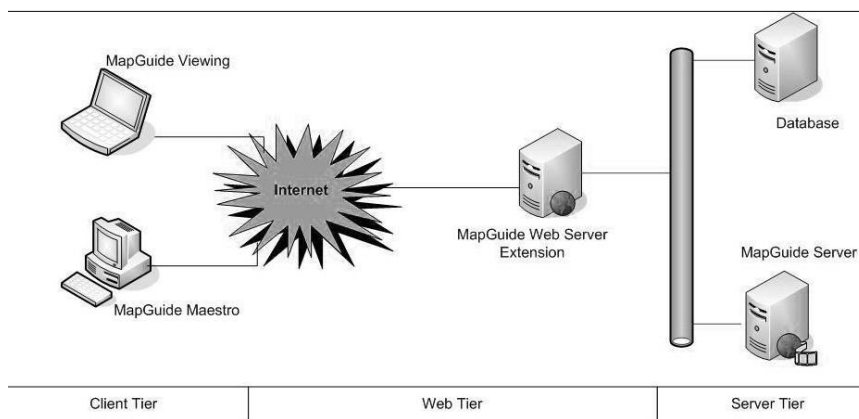 MapGuide Viewing
Database
Internet
MapGuide Web Server
Extension
MapGuide Server
MapGuide Maestro
Client Tier
Web Tier
Server Tier